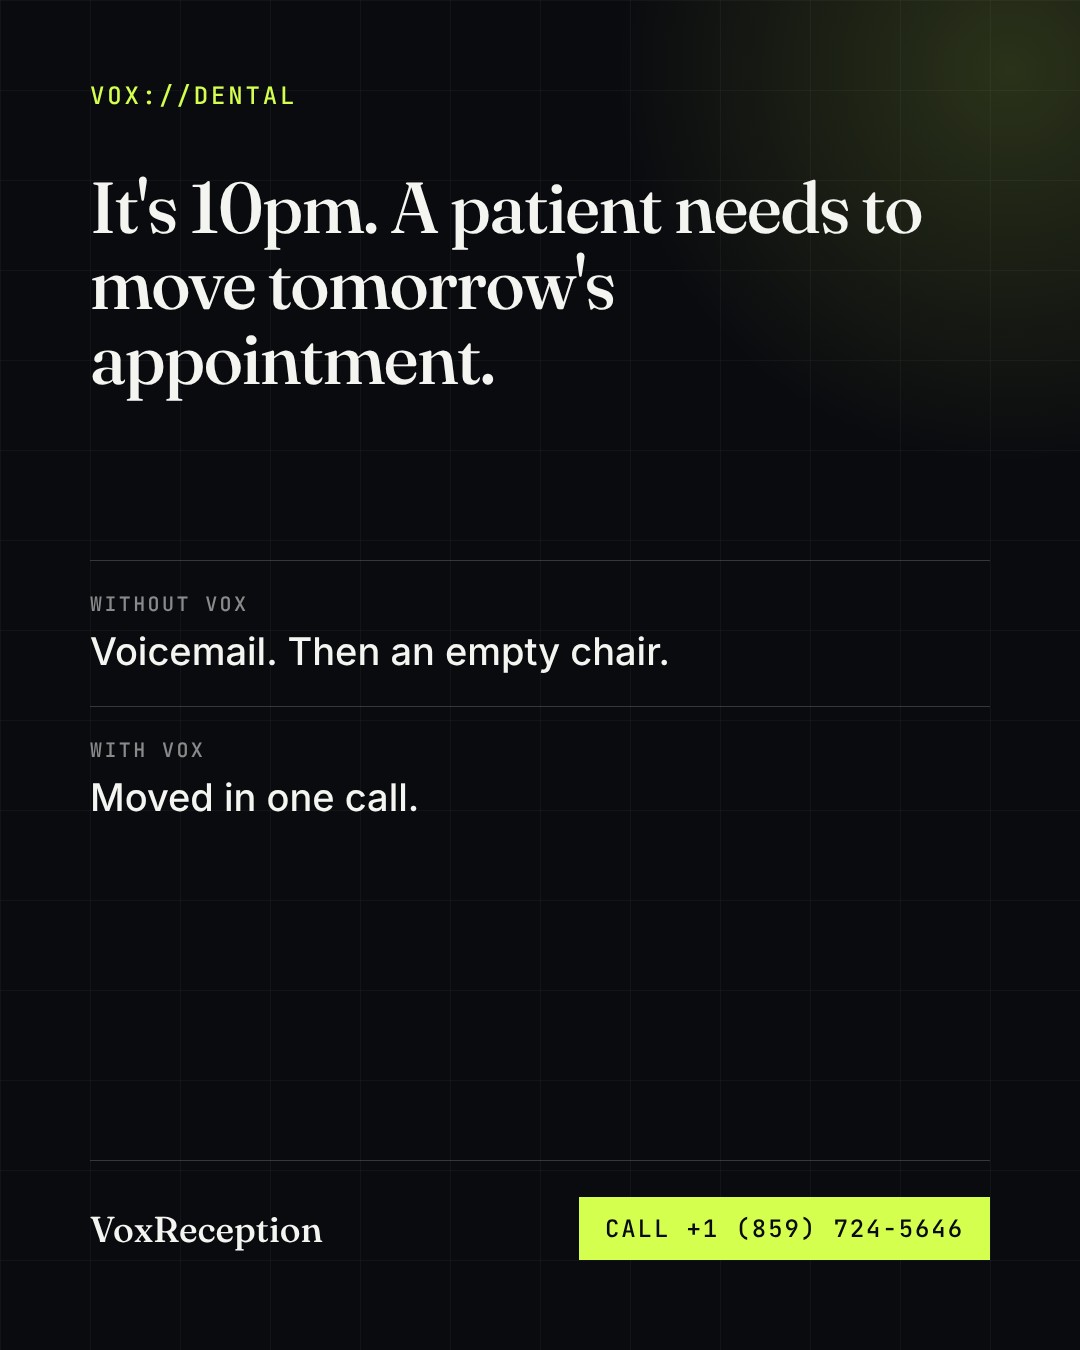 VOX://DENTAL
It's 10pm. A patient needs to
move tomorrow's
appointment.
WITHOUT VOX
Voicemail. Then an empty chair.
WITH VOX
Moved in one call.
VoxReception
CALL +1 (859) 724-5646